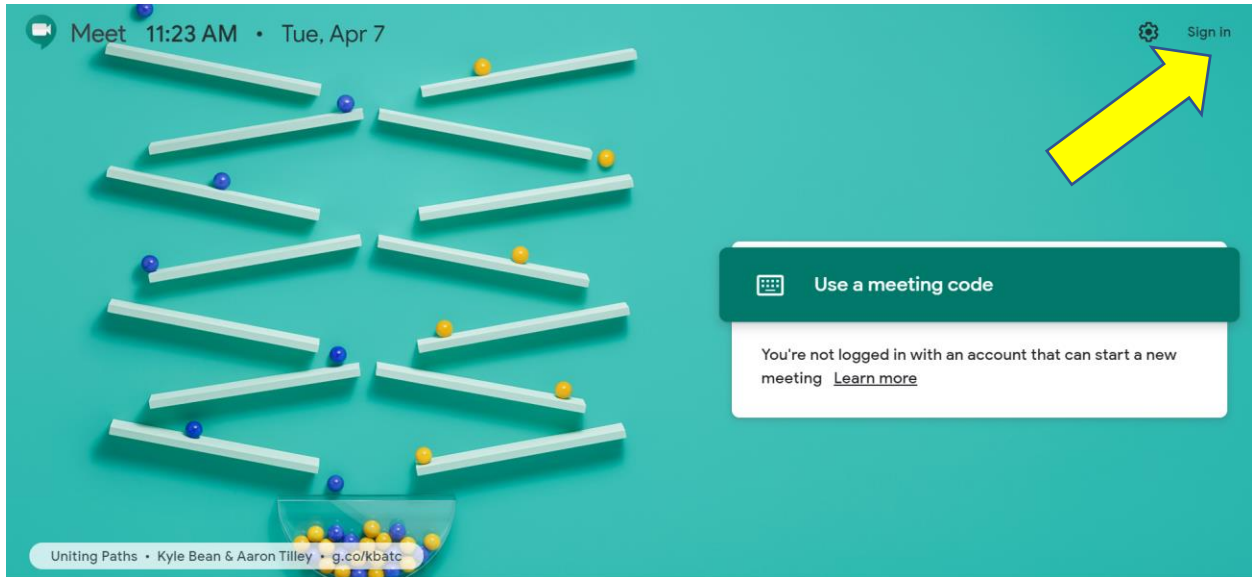 Meet 11:23 AM • Tue, Apr 7
Sign in
Use a meeting code
You're not logged in with an account that can start a new
meeting Learn more
Uniting Paths • Kyle Bean & Aaron Tilley • g.co/kbatc